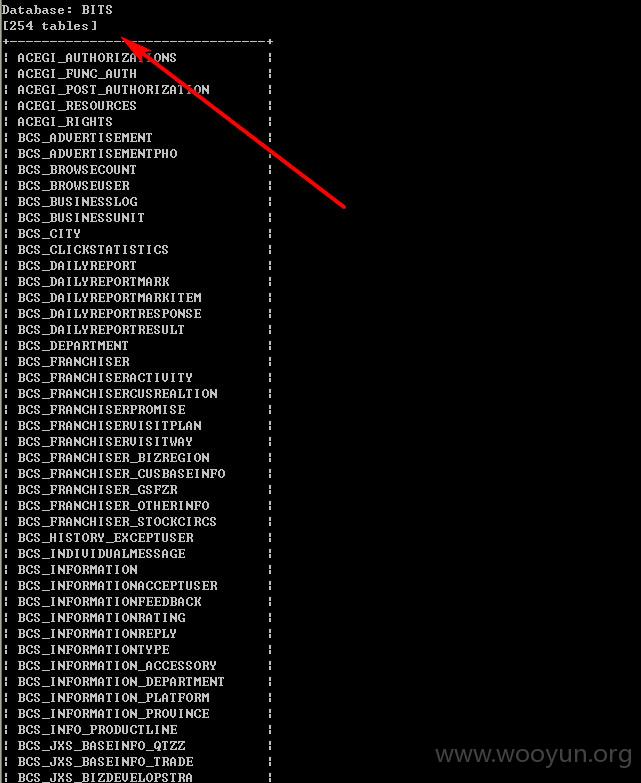 Database: BITS
[254 tables]
+--------------------------------+
| ACEGI_AUTHORIZATIONS |
| ACEGI_FUNC_AUTH |
| ACEGI_POST_AUTHORIZATION |
| ACEGI_RESOURCES |
| ACEGI_RIGHTS |
| BCS_ADVERTISEMENT |
| BCS_ADVERTISEMENTPHO |
| BCS_BROWSECOUNT |
| BCS_BROWSEUSER |
| BCS_BUSINESSLOG |
| BCS_BUSINESSUNIT |
| BCS_CITY |
| BCS_CLICKSTATISTICS |
| BCS_DAILYREPORT |
| BCS_DAILYREPORTMARK |
| BCS_DAILYREPORTMARKITEM |
| BCS_DAILYREPORTRESPONSE |
| BCS_DAILYREPORTRESULT |
| BCS_DEPARTMENT |
| BCS_FRANCHISER |
| BCS_FRANCHISERACTIVITY |
| BCS_FRANCHISERCUSREALTION |
| BCS_FRANCHISERPROMISE |
| BCS_FRANCHISERVISITPLAN |
| BCS_FRANCHISERVISITWAY |
| BCS_FRANCHISER_BIZREGION |
| BCS_FRANCHISER_CUSBASEINFO |
| BCS_FRANCHISER_GSFZR |
| BCS_FRANCHISER_OTHERINFO |
| BCS_FRANCHISER_STOCKCIRCS |
| BCS_HISTORY_EXCEPTUSER |
| BCS_INDIVIDUALMESSAGE |
| BCS_INFORMATION |
| BCS_INFORMATIONACCEPTUSER |
| BCS_INFORMATIONFEEDBACK |
| BCS_INFORMATIONRATING |
| BCS_INFORMATIONREPLY |
| BCS_INFORMATIONTYPE |
| BCS_INFORMATION_ACCESSORY |
| BCS_INFORMATION_DEPARTMENT |
| BCS_INFORMATION_PLATFORM |
| BCS_INFORMATION_PROVINCE |
| BCS_INFO_PRODUCTLINE |
| BCS_JXS_BASEINFO_QTZZ |
| BCS_JXS_BASEINFO_TRADE |
| BCS_JXS_BIZDEVELOPSTRA |
www.wooyun.org